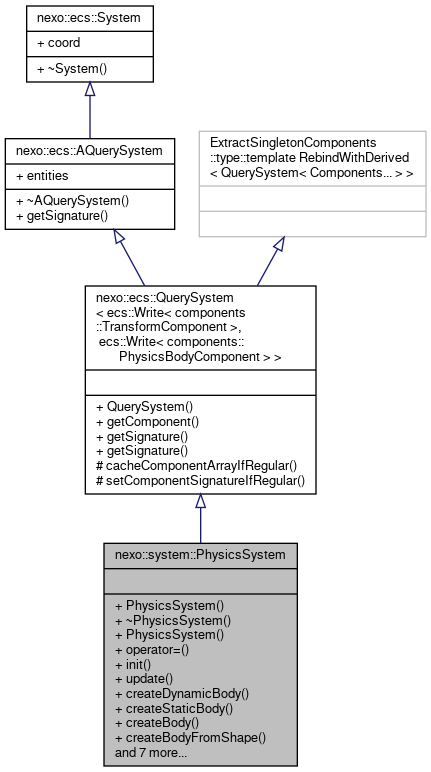 nexo::ecs::System
+ coord
+ ~System()
nexo::ecs::AQuerySystem
+ entities
+ ~AQuerySystem()
+ getSignature()
ExtractSingletonComponents
::type::template RebindWithDerived
< QuerySystem< Components... > >
nexo::ecs::QuerySystem
< ecs::Write< components
::TransformComponent >,
ecs::Write< components::
PhysicsBodyComponent > >
+ QuerySystem()
+ getComponent()
+ getSignature()
+ getSignature()
# cacheComponentArrayIfRegular()
# setComponentSignatureIfRegular()
nexo::system::PhysicsSystem
+ PhysicsSystem()
+ ~PhysicsSystem()
+ PhysicsSystem()
+ operator=()
+ init()
+ update()
+ createDynamicBody()
+ createStaticBody()
+ createBody()
+ createBodyFromShape()
and 7 more...